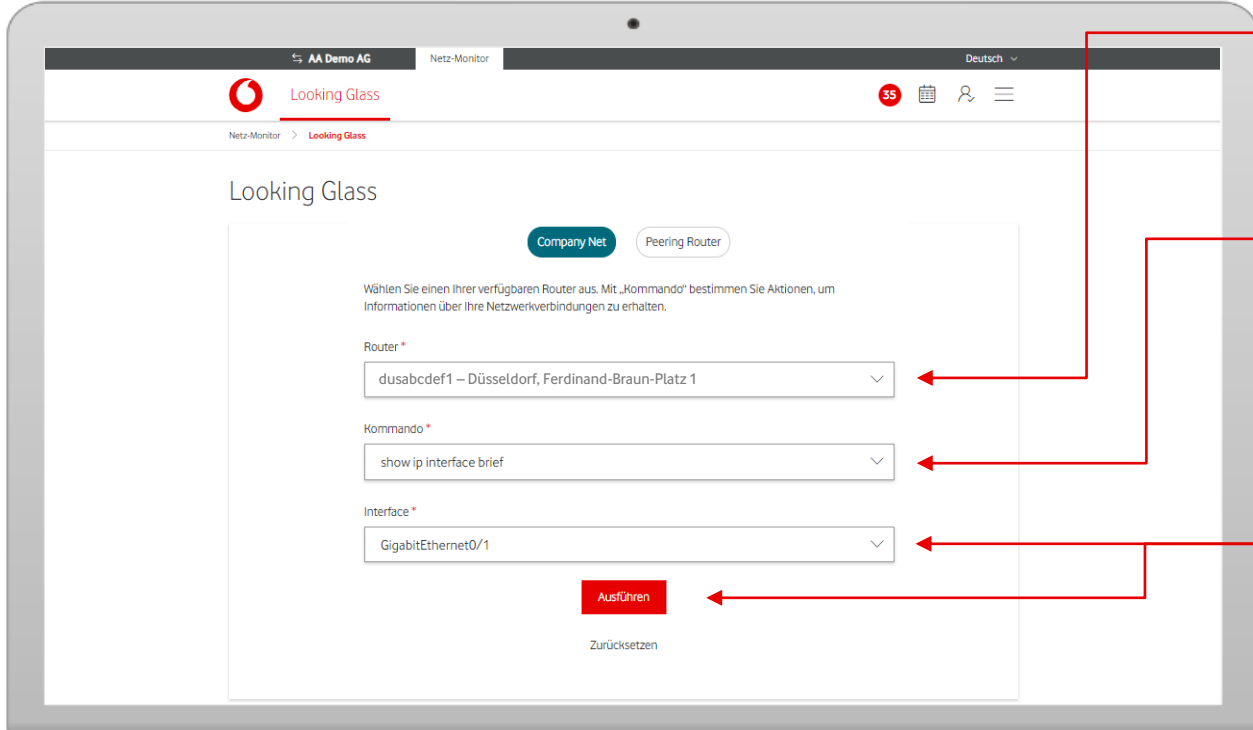 AA Demo AG
Netz-Monitor
Deutsch
Looking Glass
35
Netz-Monitor > Looking Glass
Looking Glass
Company Net
Peering Router
Wählen Sie einen Ihrer verfügbaren Router aus. Mit „Kommando“ bestimmen Sie Aktionen, um
Informationen über Ihre Netzwerkverbindungen zu erhalten.
Router *
dusabcdef1 – Düsseldorf, Ferdinand-Braun-Platz 1
Kommando *
show ip interface brief
Interface *
GigabitEthernet0/1
Ausführen
Zurücksetzen